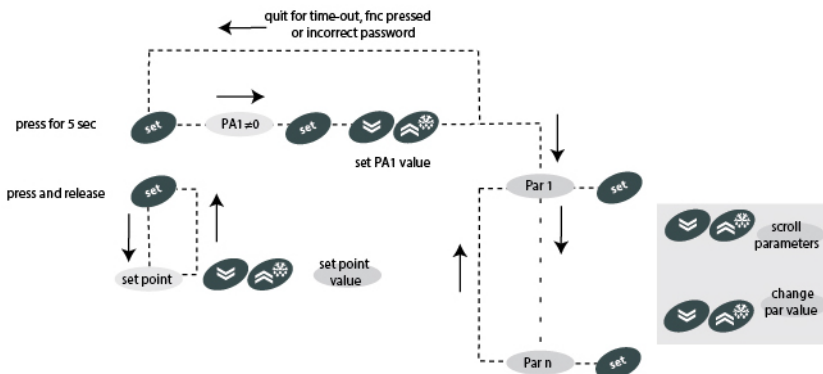 quit for time-out, fnc pressed
or incorrect password
press for 5 sec
set
PA1≠0
set
set PA1 value
press and release
set
Par 1
set
set point
set point
value
scroll
parameters
change
par value
Par n
set